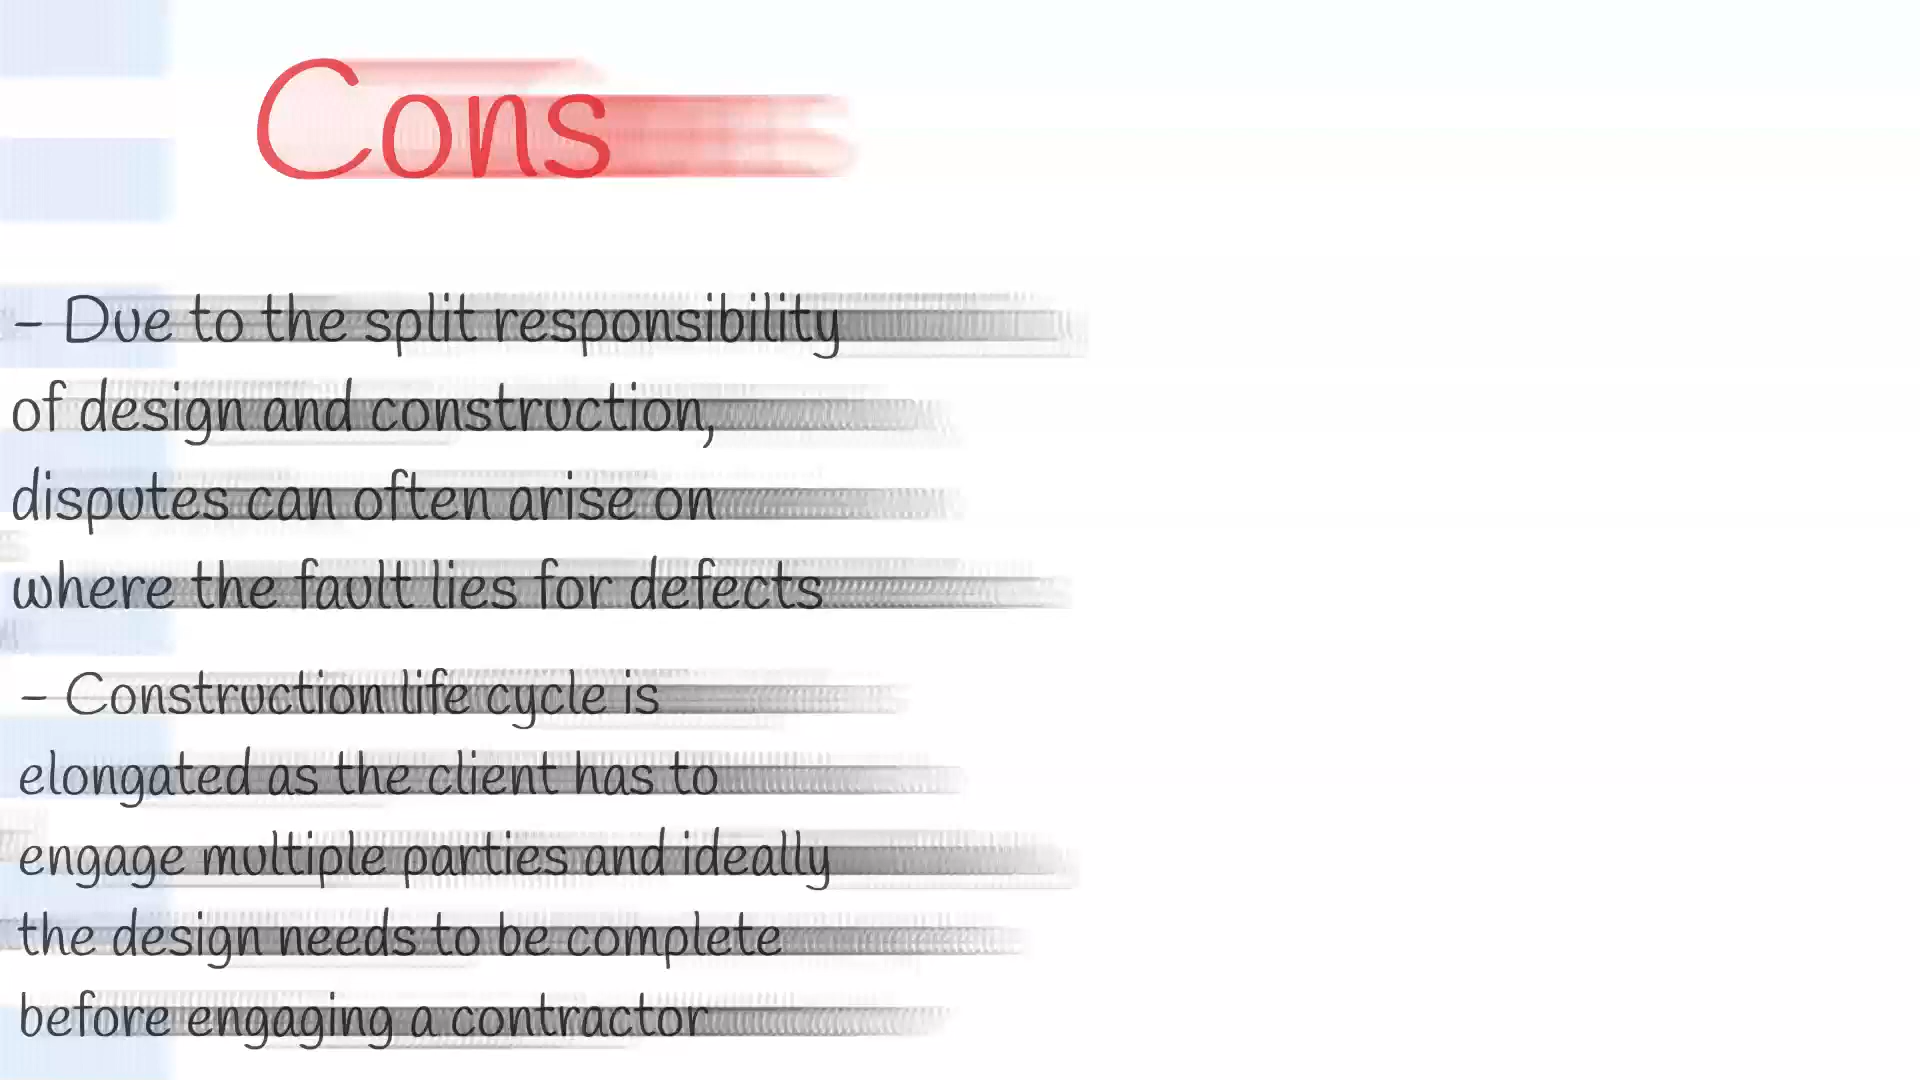 Cons
- Due to the split responsibility
of design and construction,
disputes can often arise on
where the fault lies for defects
- Construction life cycle is
elongated as the client has to
engage multiple parties and ideally
the design needs to be complete
before engaging a contractor